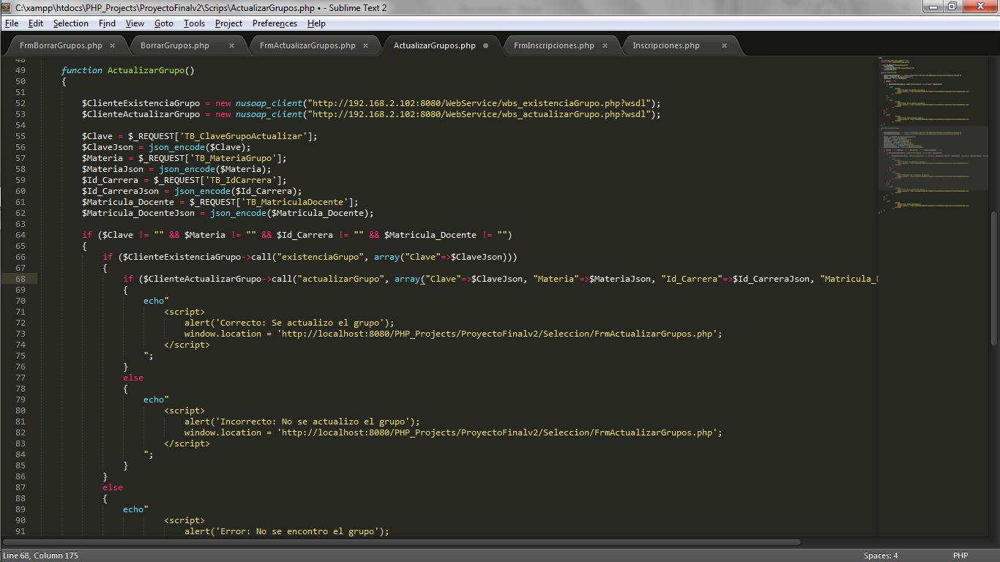 C:\xampp\htdocs\PHP_Projects\ProyectoFinalv2\Scrips\ActualizarGrupos.php • - Sublime Text 2
File Edit Selection Find View Goto Tools Project Preferences Help
FrmBorrarGrupos.php × BorrarGrupos.php × FrmActualizarGrupos.php × ActualizarGrupos.php FrmInscripciones.php × Inscripciones.php ×
48
49 function ActualizarGrupo()
50 {
51
52 $ClienteExistenciaGrupo = new nusoap_client("http://192.168.2.102:8080/WebService/wbs_existenciaGrupo.php?wsdl");
53 $ClienteActualizarGrupo = new nusoap_client("http://192.168.2.102:8080/WebService/wbs_actualizarGrupo.php?wsdl");
54
55 $Clave = $_REQUEST['TB_ClaveGrupoActualizar'];
56 $ClaveJson = json_encode($Clave);
57 $Materia = $_REQUEST['TB_MateriaGrupo'];
58 $MateriaJson = json_encode($Materia);
59 $Id_Carrera = $_REQUEST['TB_IdCarrera'];
60 $Id_CarreraJson = json_encode($Id_Carrera);
61 $Matricula_Docente = $_REQUEST['TB_MatriculaDocente'];
62 $Matricula_DocenteJson = json_encode($Matricula_Docente);
63
64 if ($Clave != "" && $Materia != "" && $Id_Carrera != "" && $Matricula_Docente != "")
65 {
66 if ($ClienteExistenciaGrupo->call("existenciaGrupo", array("Clave"=>$ClaveJson)))
67 {
68 if ($ClienteActualizarGrupo->call("actualizarGrupo", array("Clave"=>$ClaveJson, "Materia"=>$MateriaJson, "Id_Carrera"=>$Id_CarreraJson, "Matricula_
69 {
70 echo"
71 <script>
72 alert('Correcto: Se actualizo el grupo');
73 window.location = 'http://localhost:8080/PHP_Projects/ProyectoFinalv2/Seleccion/FrmActualizarGrupos.php';
74 </script>
75 ";
76 }
77 else
78 {
79 echo"
80 <script>
81 alert('Incorrecto: No se actualizo el grupo');
82 window.location = 'http://localhost:8080/PHP_Projects/ProyectoFinalv2/Seleccion/FrmActualizarGrupos.php';
83 </script>
84 ";
85 }
86 }
87 else
88 {
89 echo"
90 <script>
91 alert('Error: No se encontro el grupo');
Line 68, Column 175 Spaces: 4 PHP